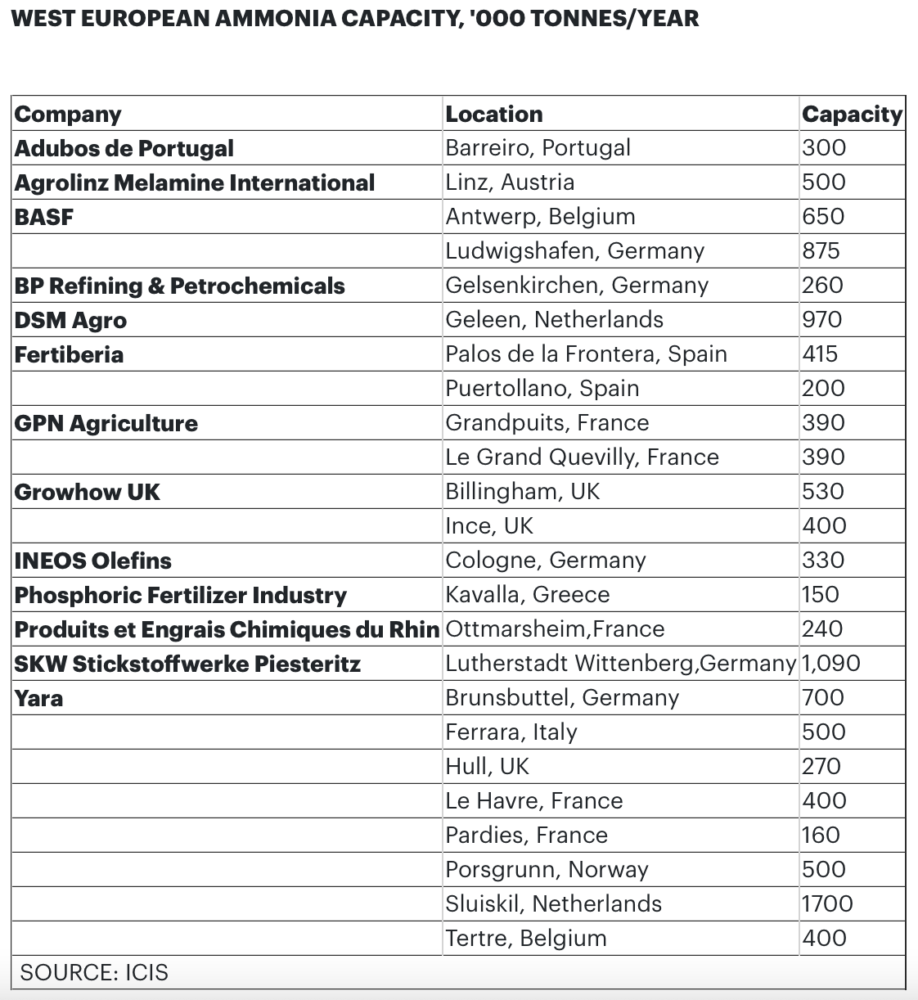 WEST EUROPEAN AMMONIA CAPACITY, '000 TONNES/YEAR
Company Location Capacity
Adubos de Portugal Barreiro, Portugal 300
Agrolinz Melamine International Linz, Austria 500
BASF Antwerp, Belgium 650
Ludwigshafen, Germany 875
BP Refining & Petrochemicals Gelsenkirchen, Germany 260
DSM Agro Geleen, Netherlands 970
Fertiberia Palos de la Frontera, Spain 415
Puertollano, Spain 200
GPN Agriculture Grandpuits, France 390
Le Grand Quevilly, France 390
Growhow UK Billingham, UK 530
Ince, UK 400
INEOS Olefins Cologne, Germany 330
Phosphoric Fertilizer Industry Kavalla, Greece 150
Produits et Engrais Chimiques du Rhin Ottmarsheim,France 240
SKW Stickstoffwerke Piesteritz Lutherstadt Wittenberg,Germany 1,090
Yara Brunsbuttel, Germany 700
Ferrara, Italy 500
Hull, UK 270
Le Havre, France 400
Pardies, France 160
Porsgrunn, Norway 500
Sluiskil, Netherlands 1700
Tertre, Belgium 400
SOURCE: ICIS